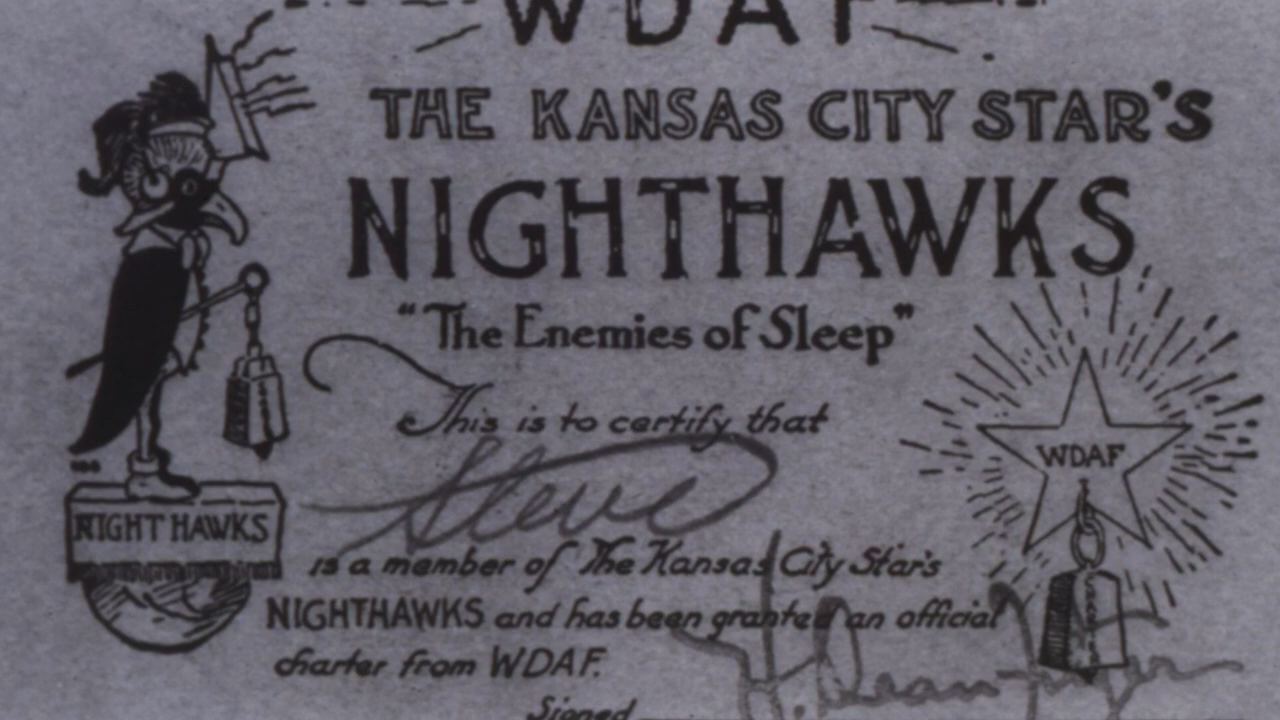 WDAF
THE KANSAS CITY STAR'S
NIGHTHAWKS
"The Enemies of Sleep"
This is to certify that
Steve
is a member of The Kansas City Star's
NIGHTHAWKS and has been granted an official
charter from WDAF.
Signed
H. Dean
WDAF
NIGHT HAWKS